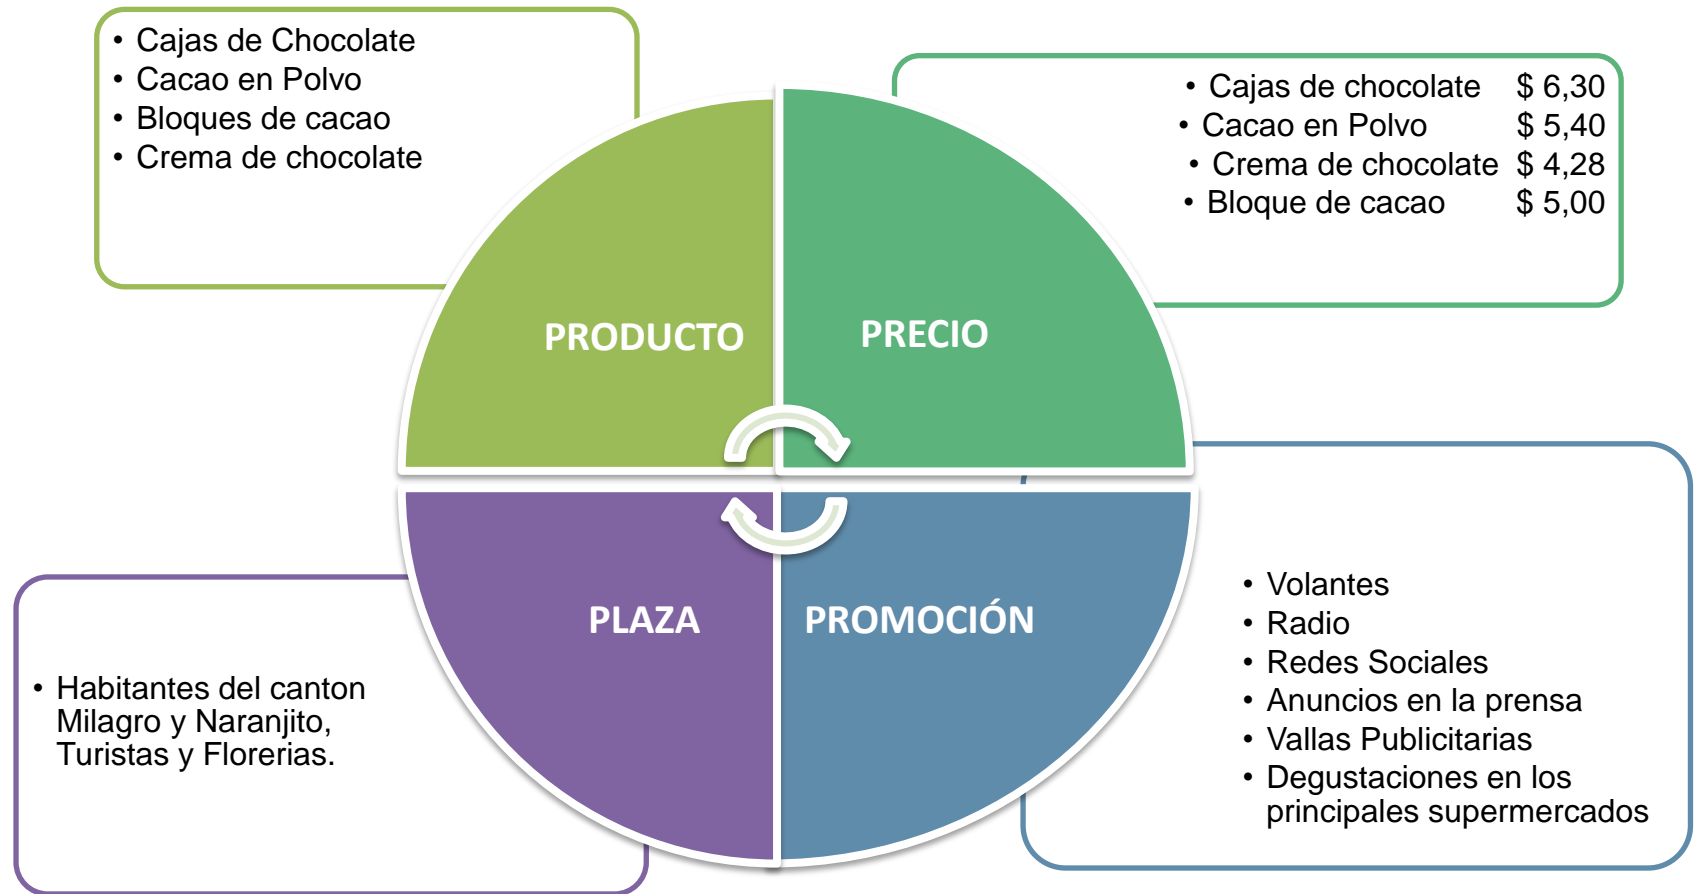 • Cajas de Chocolate
• Cacao en Polvo
• Bloques de cacao
• Crema de chocolate
• Cajas de chocolate $ 6,30
• Cacao en Polvo $ 5,40
• Crema de chocolate $ 4,28
• Bloque de cacao $ 5,00
PRODUCTO
PRECIO
PLAZA
PROMOCIÓN
• Habitantes del canton
Milagro y Naranjito,
Turistas y Florerias.
• Volantes
• Radio
• Redes Sociales
• Anuncios en la prensa
• Vallas Publicitarias
• Degustaciones en los
principales supermercados